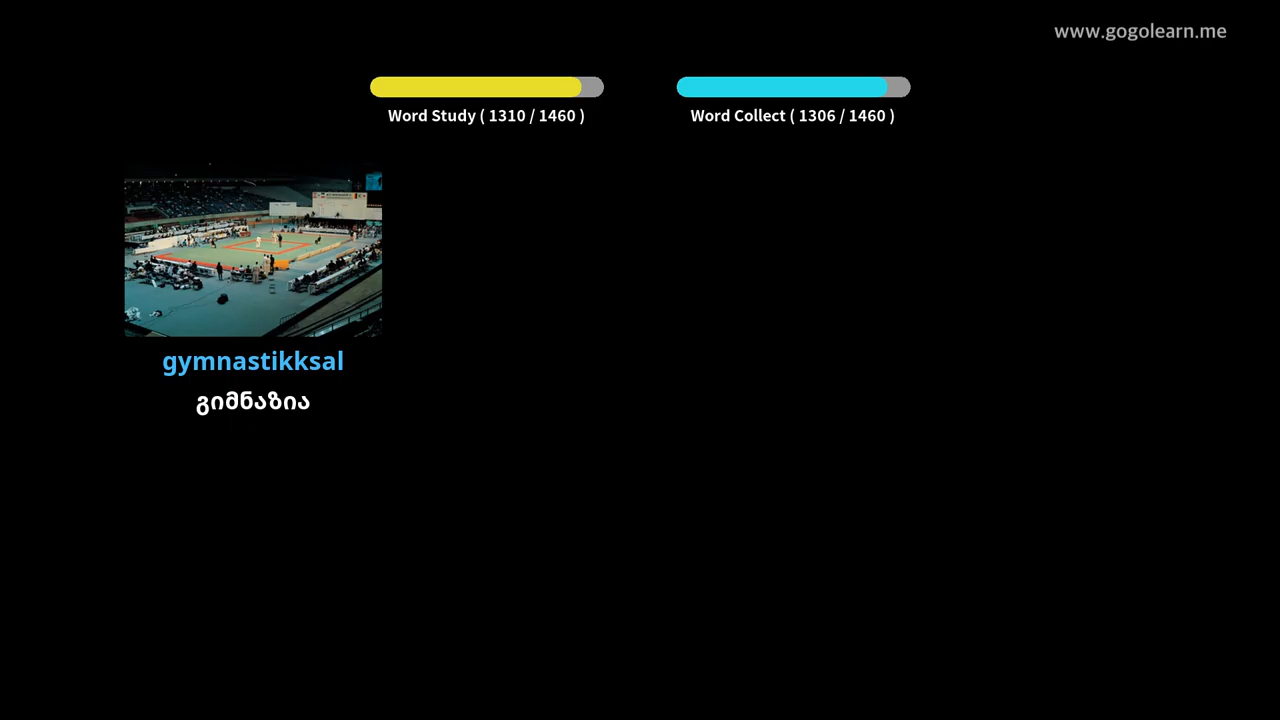 www.gogolearn.me
Word Study ( 1310 / 1460 )
Word Collect ( 1306 / 1460 )
gymnastikksal
გიმნაზია